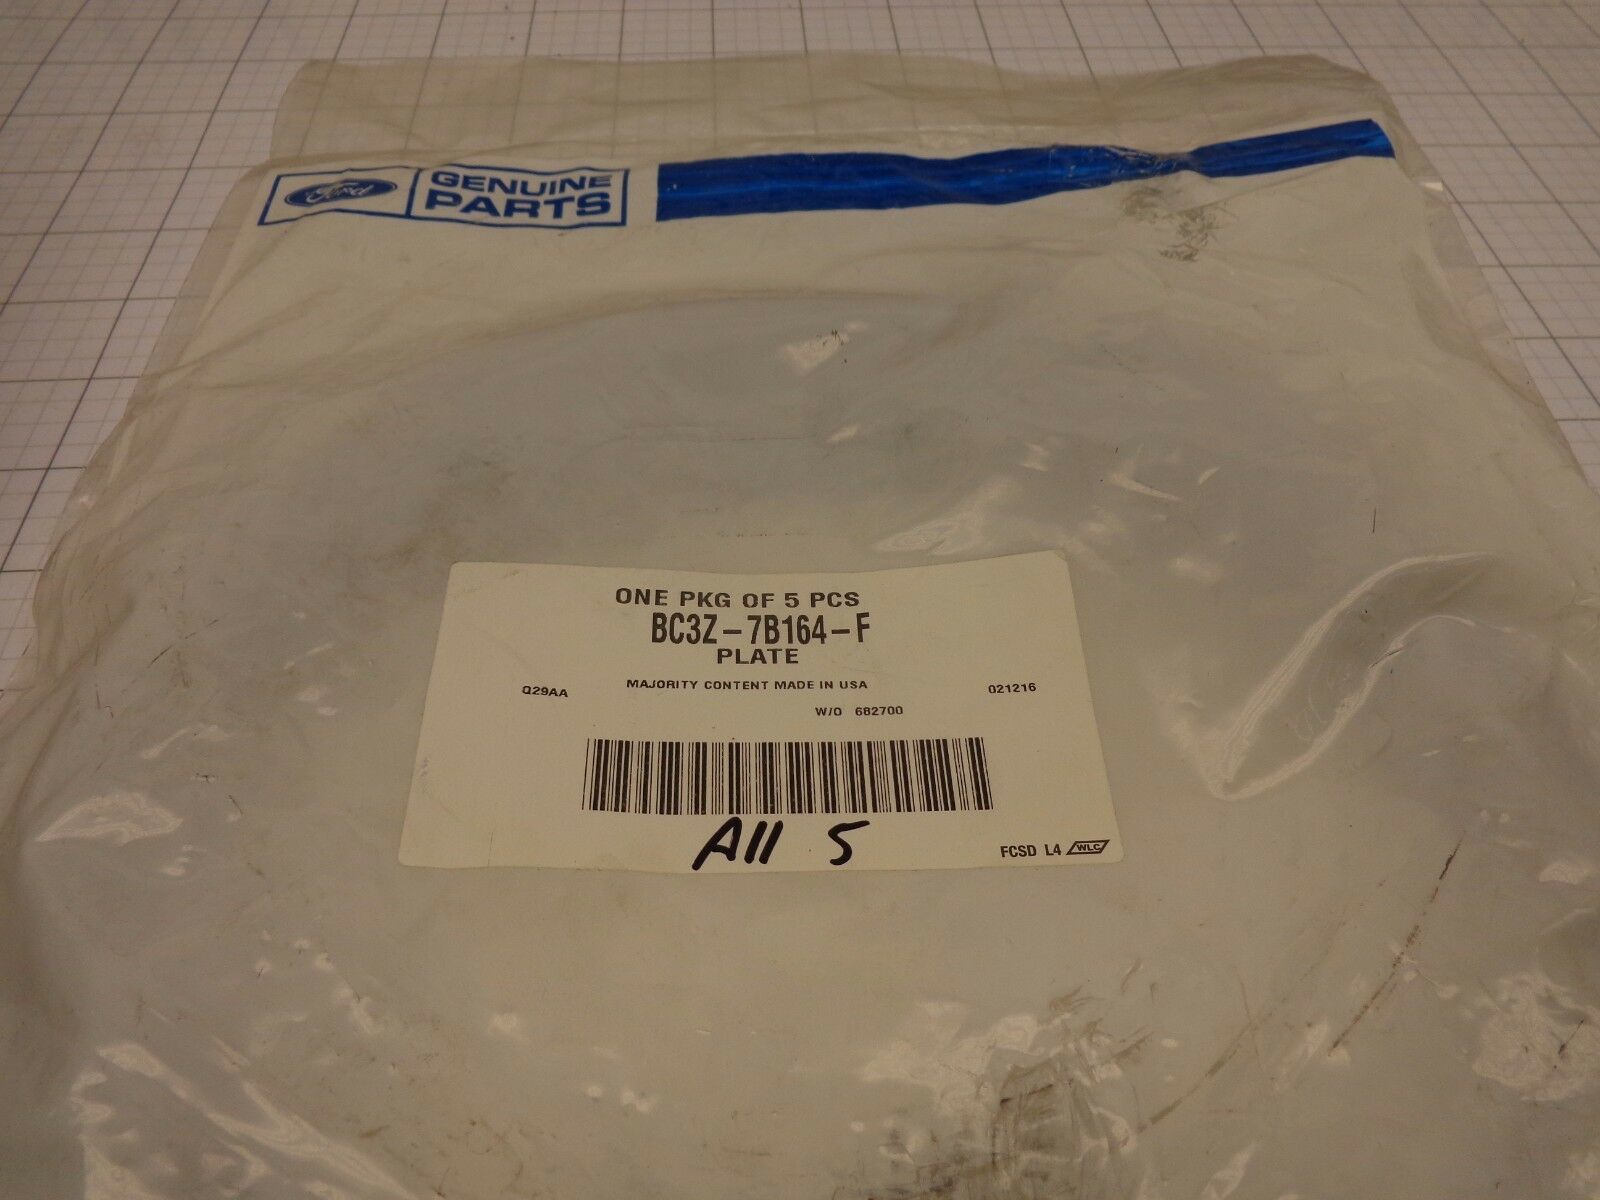 Ford
GENUINE
PARTS
ONE PKG OF 5 PCS
BC3Z-7B164-F
PLATE
MAJORITY CONTENT MADE IN USA
Q29AA
021216
W/O 682700
All 5
FCSD L4 WLC